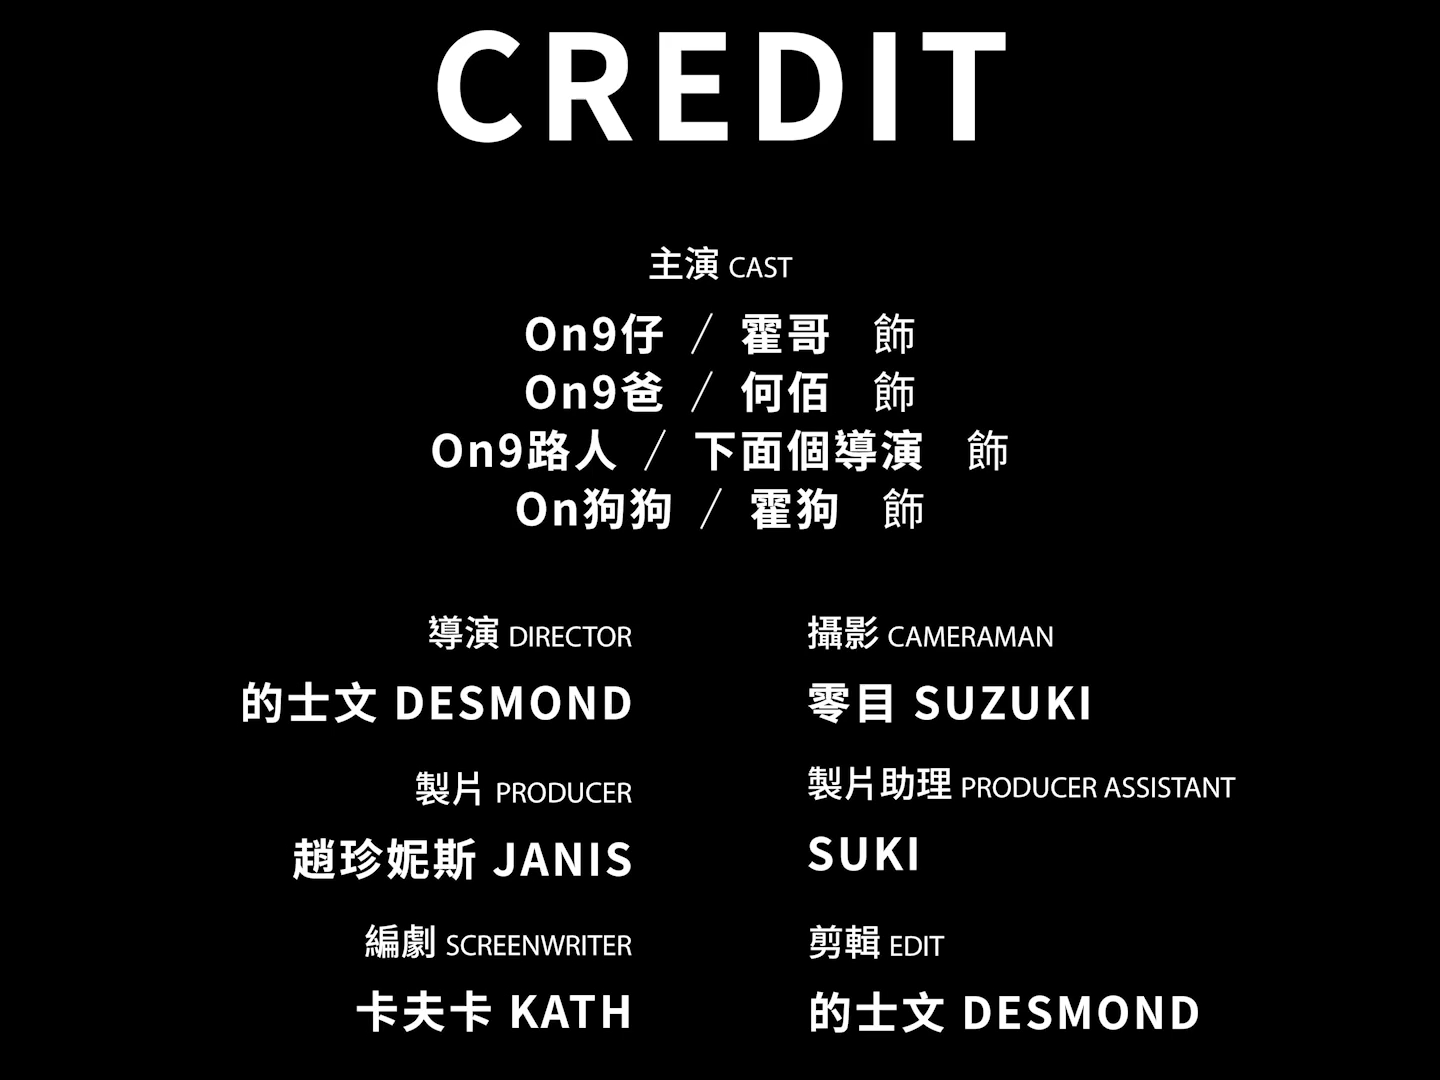 CREDIT
主演 CAST
On9仔 / 霍哥 飾
On9爸 / 何佰 飾
On9路人 / 下面個導演 飾
On狗狗 / 霍狗 飾
導演 DIRECTOR
的士文 DESMOND
製片 PRODUCER
趙珍妮斯 JANIS
編劇 SCREENWRITER
卡夫卡 KATH
攝影 CAMERAMAN
零目 SUZUKI
製片助理 PRODUCER ASSISTANT
SUKI
剪輯 EDIT
的士文 DESMOND